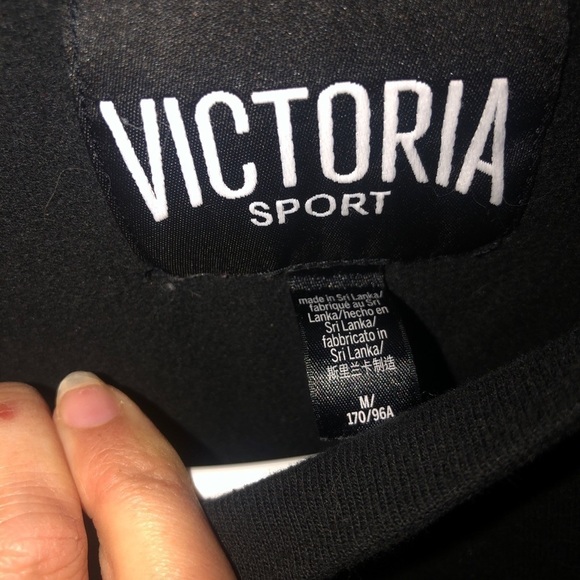 VICTORIA
SPORT
made in Sri Lanka/
fabriqué au Sri
Lanka/hecho en
Sri Lanka/
fabbricato in
Sri Lanka/
斯里兰卡制造
M/
170/96A